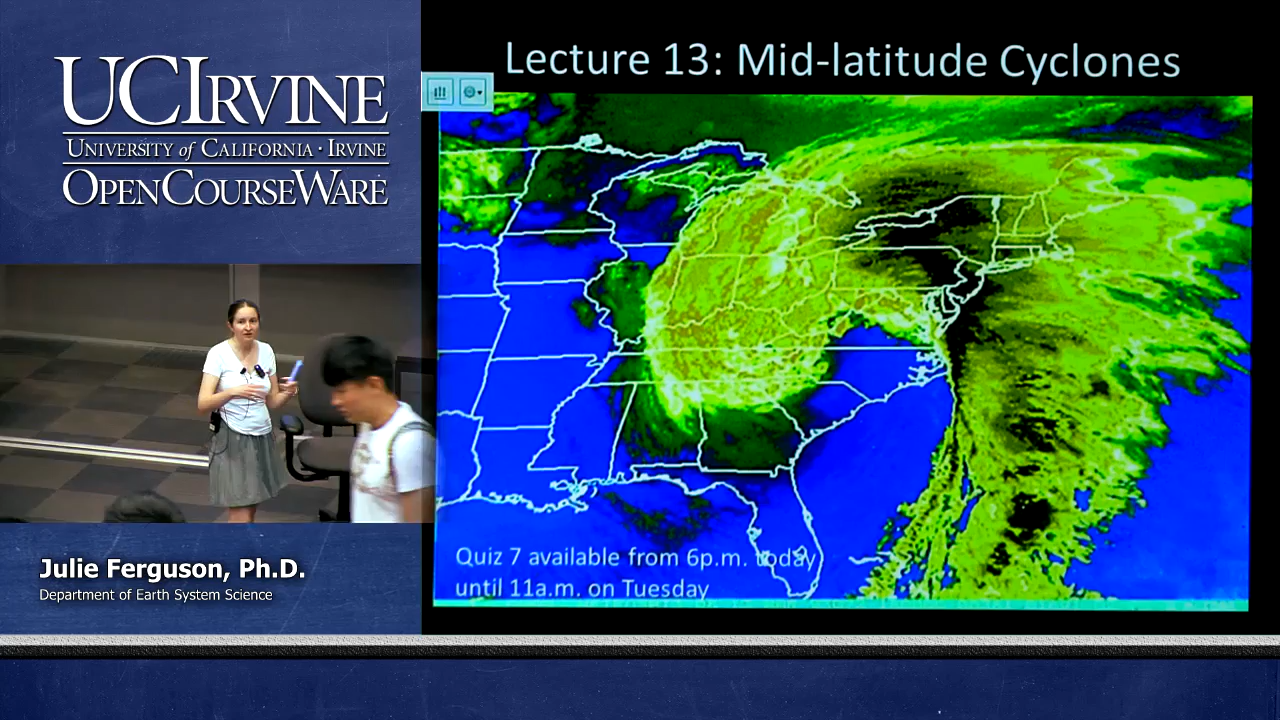 UCIRVINE
UNIVERSITY of CALIFORNIA · IRVINE
OPENCOURSEWARE
Lecture 13: Mid-latitude Cyclones
Quiz 7 available from 6p.m. today
until 11a.m. on Tuesday
Julie Ferguson, Ph.D.
Department of Earth System Science